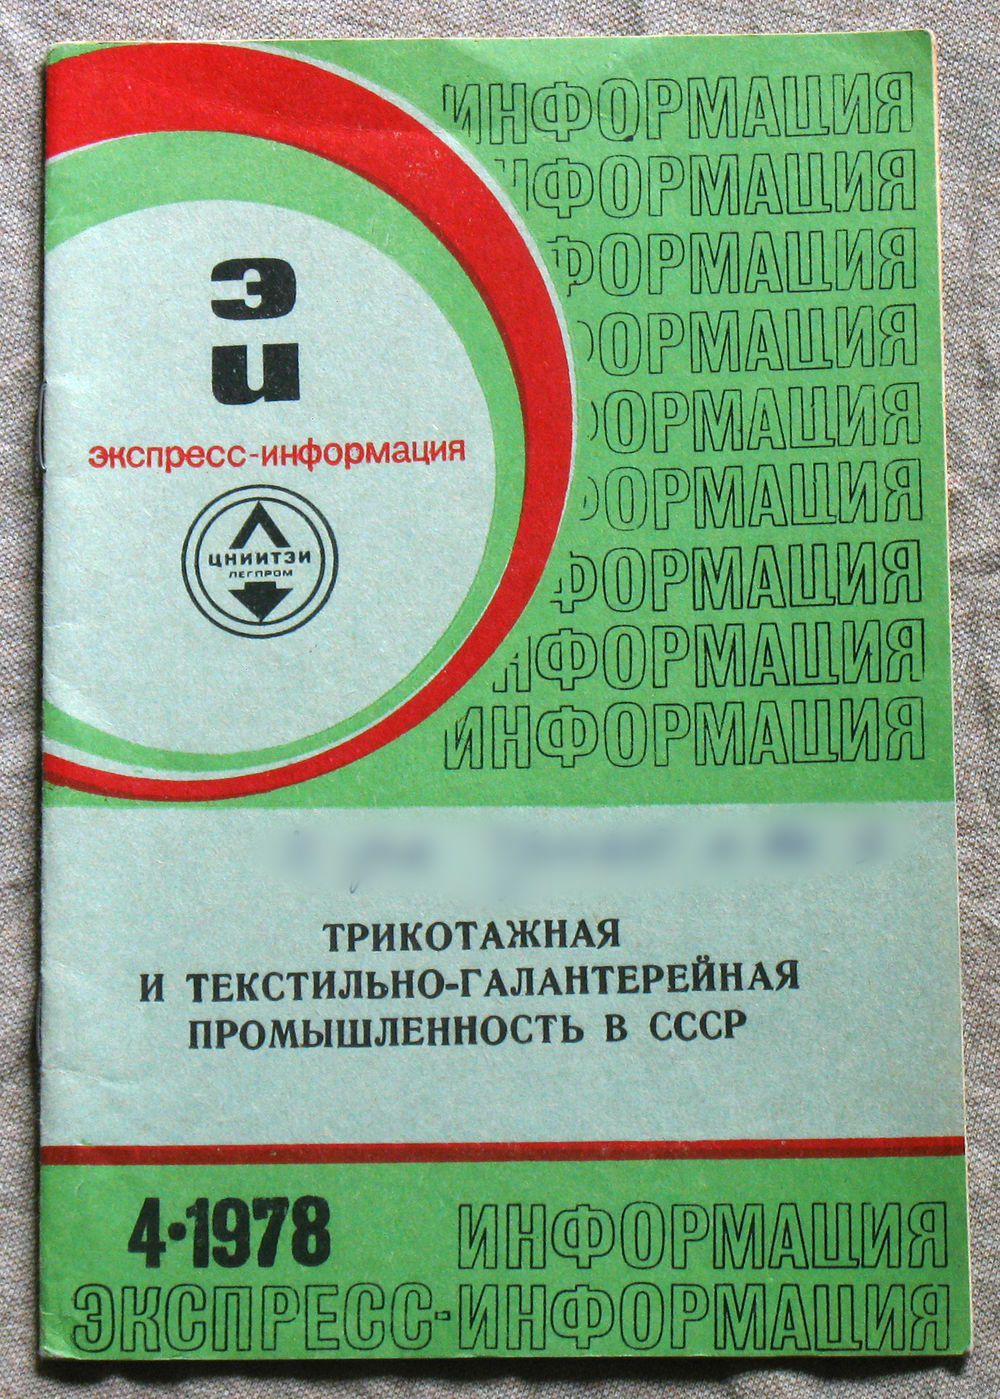 ИНФОРМАЦИЯ
ИНФОРМАЦИЯ
ФОРМАЦИЯ
ФОРМАЦИЯ
ФОРМАЦИЯ
ФОРМАЦИЯ
ФОРМАЦИЯ
ИНФОРМАЦИЯ
ИНФОРМАЦИЯ
э
и
экспресс-информация
ЦНИИТЭИ
ЛЕГПРОМ
ТРИКОТАЖНАЯ
И ТЕКСТИЛЬНО-ГАЛАНТЕРЕЙНАЯ
ПРОМЫШЛЕННОСТЬ В СССР
4·1978
ИНФОРМАЦИЯ
ЭКСПРЕСС-ИНФОРМАЦИЯ